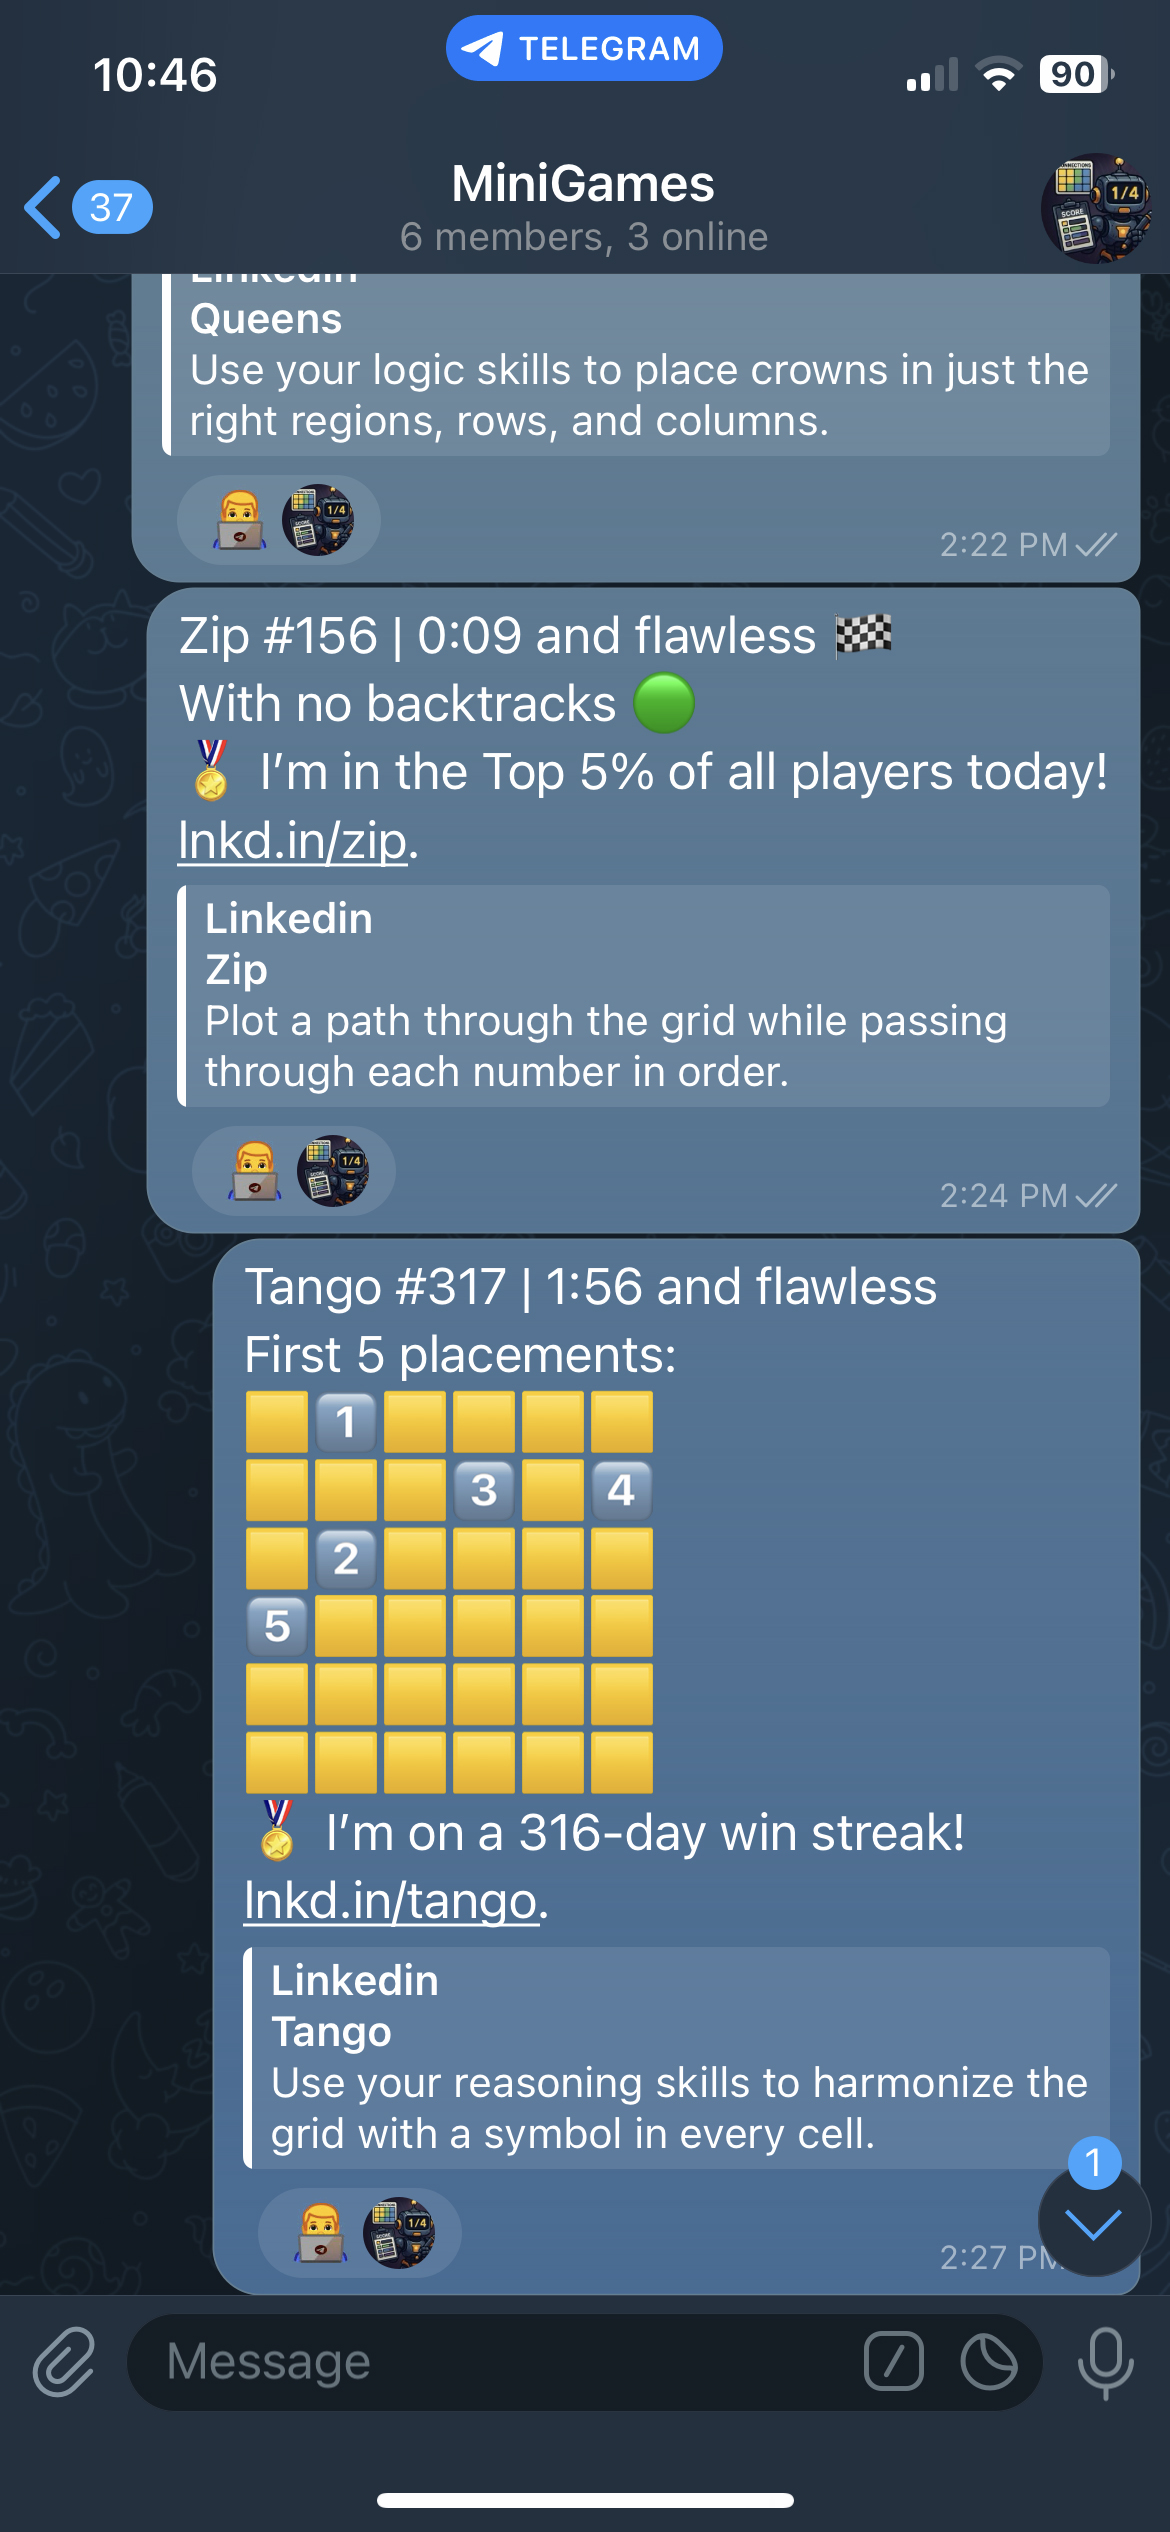 TELEGRAM
10:46
90
37
MiniGames
6 members, 3 online
Linkedin
Queens
Use your logic skills to place crowns in just the
right regions, rows, and columns.
2:22 PM
Zip #156 | 0:09 and flawless 🏁
With no backtracks 🟢
🏅 I’m in the Top 5% of all players today!
lnkd.in/zip.
Linkedin
Zip
Plot a path through the grid while passing
through each number in order.
2:24 PM
Tango #317 | 1:56 and flawless
First 5 placements:
🟨1️⃣🟨🟨🟨🟨
🟨🟨🟨3️⃣🟨4️⃣
🟨2️⃣🟨🟨🟨🟨
5️⃣🟨🟨🟨🟨🟨
🟨🟨🟨🟨🟨🟨
🟨🟨🟨🟨🟨🟨
🏅 I’m on a 316-day win streak!
lnkd.in/tango.
Linkedin
Tango
Use your reasoning skills to harmonize the
grid with a symbol in every cell.
1
2:27 PM
Message